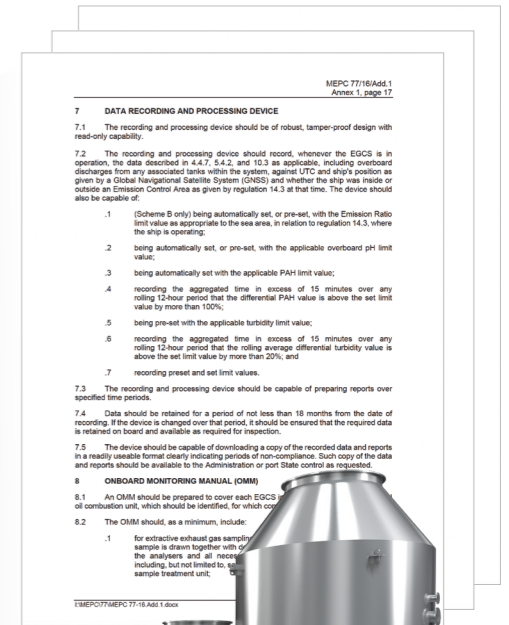 MEPC 77/16/Add.1
Annex 1, page 17
7 DATA RECORDING AND PROCESSING DEVICE
7.1 The recording and processing device should be of robust, tamper-proof design with
read-only capability.
7.2 The recording and processing device should record, whenever the EGCS is in
operation, the data described in 4.4.7, 5.4.2, and 10.3 as applicable, including overboard
discharges from any associated tanks within the system, against UTC and ship's position as
given by a Global Navigational Satellite System (GNSS) and whether the ship was inside or
outside an Emission Control Area as given by regulation 14.3 at that time. The device should
also be capable of:
.1 (Scheme B only) being automatically set, or pre-set, with the Emission Ratio
limit value as appropriate to the sea area, in relation to regulation 14.3, where
the ship is operating;
.2 being automatically set, or pre-set, with the applicable overboard pH limit
value;
.3 being automatically set with the applicable PAH limit value;
.4 recording the aggregated time in excess of 15 minutes over any
rolling 12-hour period that the differential PAH value is above the set limit
value by more than 100%;
.5 being pre-set with the applicable turbidity limit value;
.6 recording the aggregated time in excess of 15 minutes over any
rolling 12-hour period that the rolling average differential turbidity value is
above the set limit value by more than 20%; and
.7 recording preset and set limit values.
7.3 The recording and processing device should be capable of preparing reports over
specified time periods.
7.4 Data should be retained for a period of not less than 18 months from the date of
recording. If the device is changed over that period, it should be ensured that the required data
is retained on board and available as required for inspection.
7.5 The device should be capable of downloading a copy of the recorded data and reports
in a readily useable format clearly indicating periods of non-compliance. Such copy of the data
and reports should be available to the Administration or port State control as requested.
8 ONBOARD MONITORING MANUAL (OMM)
8.1 An OMM should be prepared to cover each EGCS
oil combustion unit, which should be identified, for which
8.2 The OMM should, as a minimum, include:
.1 for extractive exhaust gas
sample is drawn together with
the analysers and all
including, but not limited to,
sample treatment unit;
I:\MEPC\77\MEPC 77-16.Add.1.docx